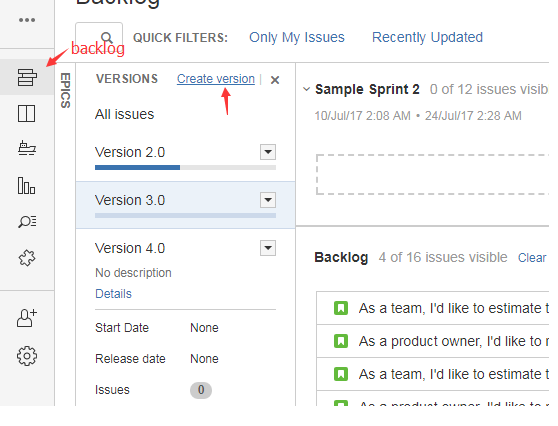 Backlog
QUICK FILTERS: Only My Issues Recently Updated
backlog
EPICS
VERSIONS Create version
All issues
Version 2.0
Version 3.0
Version 4.0
No description
Details
Start Date None
Release date None
Issues 0
Sample Sprint 2 0 of 12 issues visib
10/Jul/17 2:08 AM • 24/Jul/17 2:28 AM
Backlog 4 of 16 issues visible Clear
As a team, I'd like to estimate t
As a product owner, I'd like to r
As a team, I'd like to estimate t
As a product owner, I'd like to r